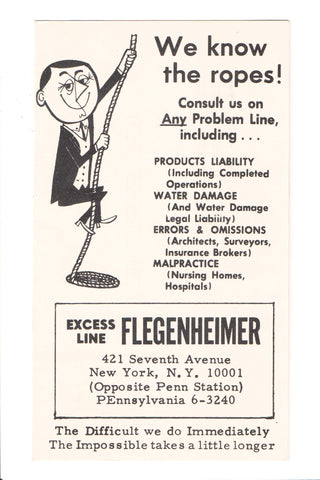 We know
the ropes!
Consult us on
Any Problem Line,
including . . .
PRODUCTS LIABILITY
(Including Completed
Operations)
WATER DAMAGE
(And Water Damage
Legal Liability)
ERRORS & OMISSIONS
(Architects, Surveyors,
Insurance Brokers)
MALPRACTICE
(Nursing Homes,
Hospitals)
EXCESS
LINE FLEGENHEIMER
421 Seventh Avenue
New York, N. Y. 10001
(Opposite Penn Station)
PEnnsylvania 6-3240
The Difficult we do Immediately
The Impossible takes a little longer